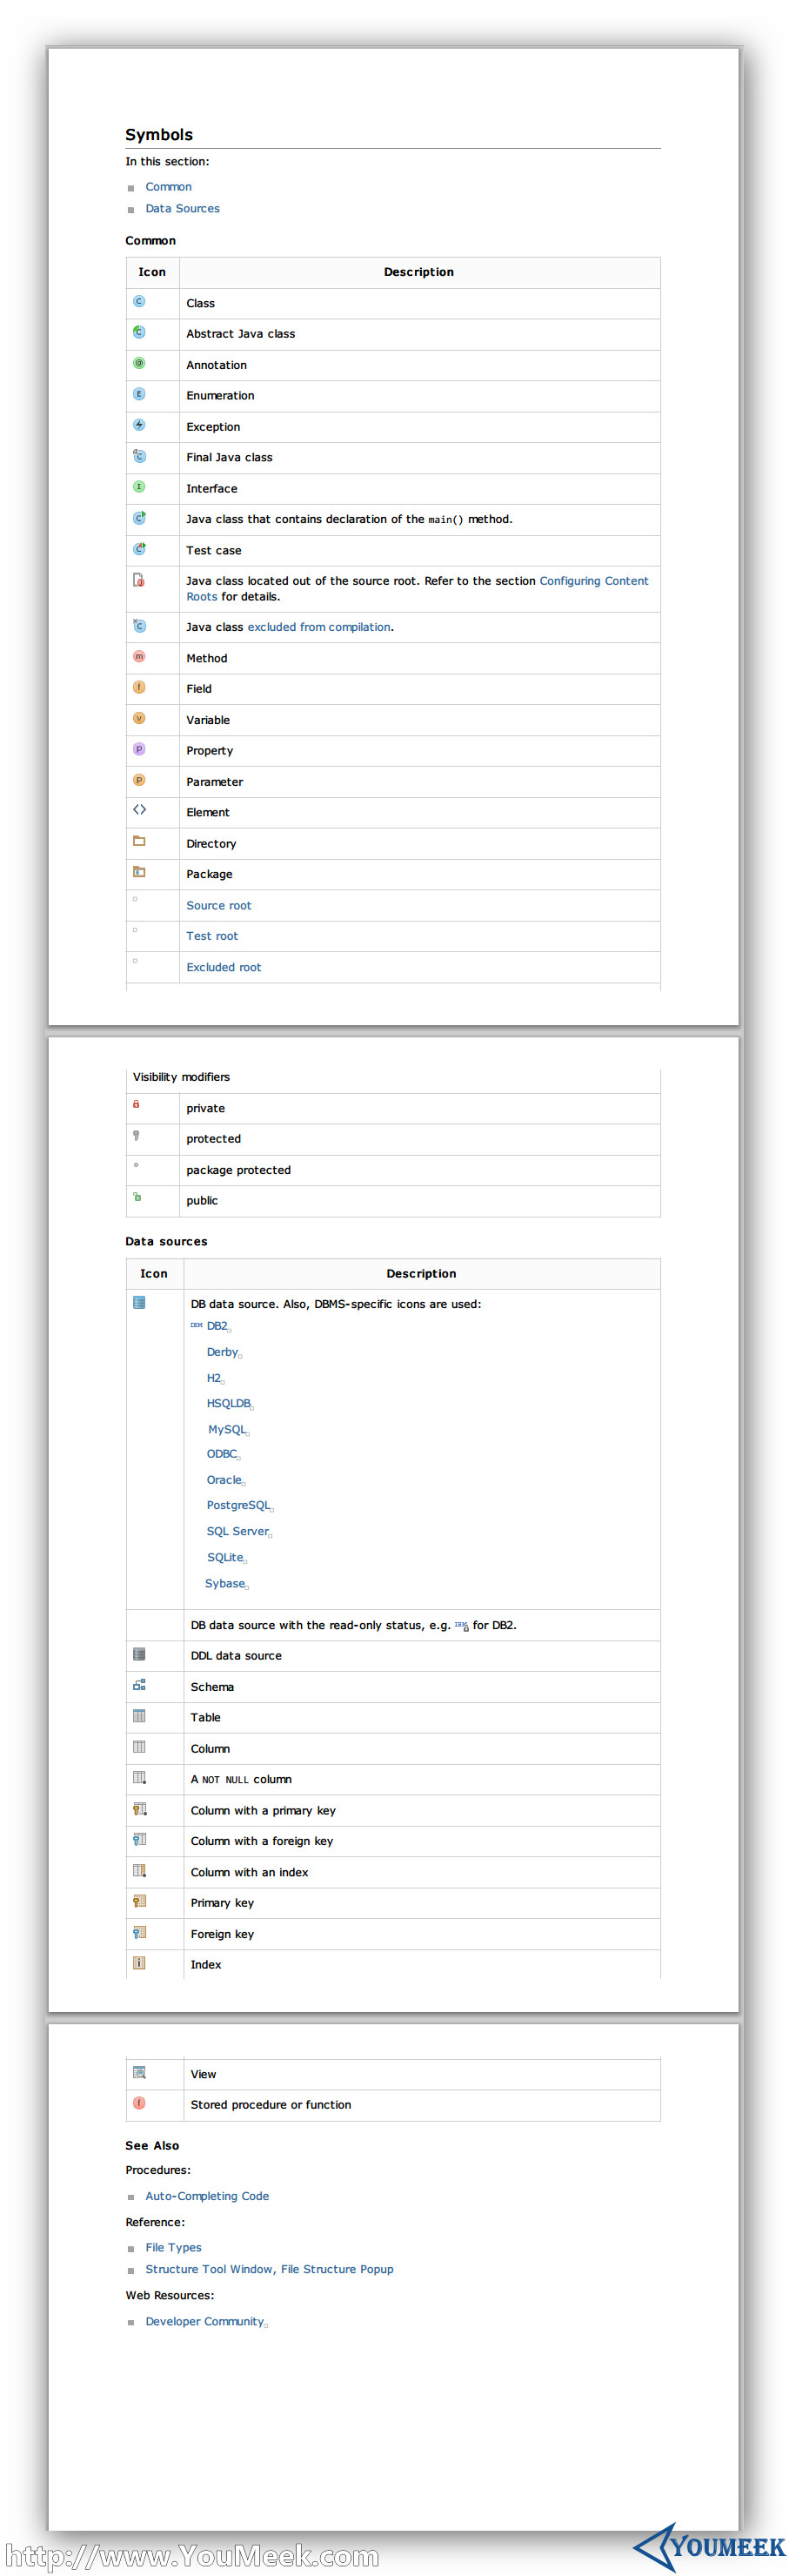 Symbols
In this section:
Common
Data Sources
Common
Icon Description
C Class
C Abstract Java class
@ Annotation
E Enumeration
Exception
C Final Java class
I Interface
C Java class that contains declaration of the main() method.
C Test case
J Java class located out of the source root. Refer to the section Configuring Content
Roots for details.
C Java class excluded from compilation.
m Method
f Field
v Variable
p Property
p Parameter
<> Element
Directory
Package
Source root
Test root
Excluded root
Visibility modifiers
private
protected
package protected
public
Data sources
Icon Description
DB data source. Also, DBMS-specific icons are used:
IBM DB2
Derby
H2
HSQLDB
MySQL
ODBC
Oracle
PostgreSQL
SQL Server
SQLite
Sybase
DB data source with the read-only status, e.g. IBM for DB2.
DDL data source
Schema
Table
Column
A NOT NULL column
Column with a primary key
Column with a foreign key
Column with an index
Primary key
Foreign key
i Index
View
f Stored procedure or function
See Also
Procedures:
Auto-Completing Code
Reference:
File Types
Structure Tool Window, File Structure Popup
Web Resources:
Developer Community
http://www.YouMeek.com
YOUMEEK